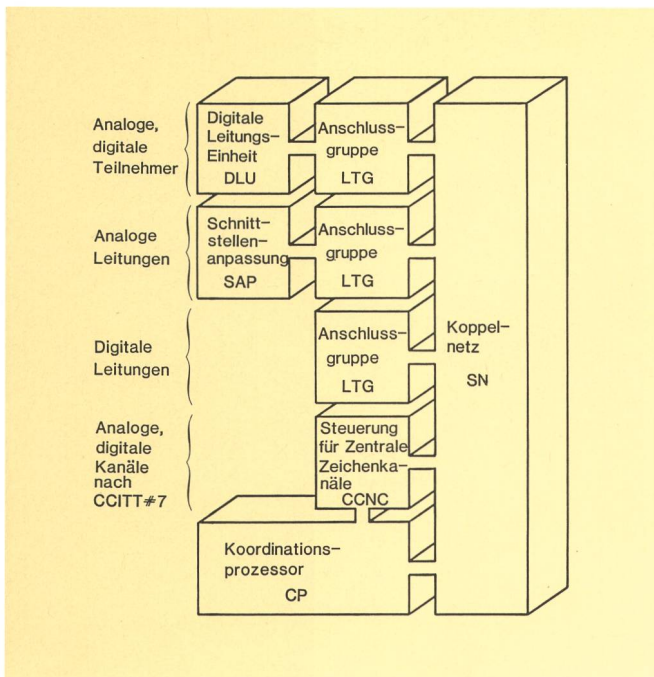 Analoge,
digitale
Teilnehmer
Digitale
Leitungs-
Einheit
DLU
Anschluss-
gruppe
LTG
Analoge
Leitungen
Schnitt-
stellen-
anpassung
SAP
Anschluss-
gruppe
LTG
Digitale
Leitungen
Anschluss-
gruppe
LTG
Koppel-
netz
SN
Analoge,
digitale
Kanäle
nach
CCITT#7
Steuerung
für Zentrale
Zeichenka-
näle
CCNC
Koordinations-
prozessor
CP